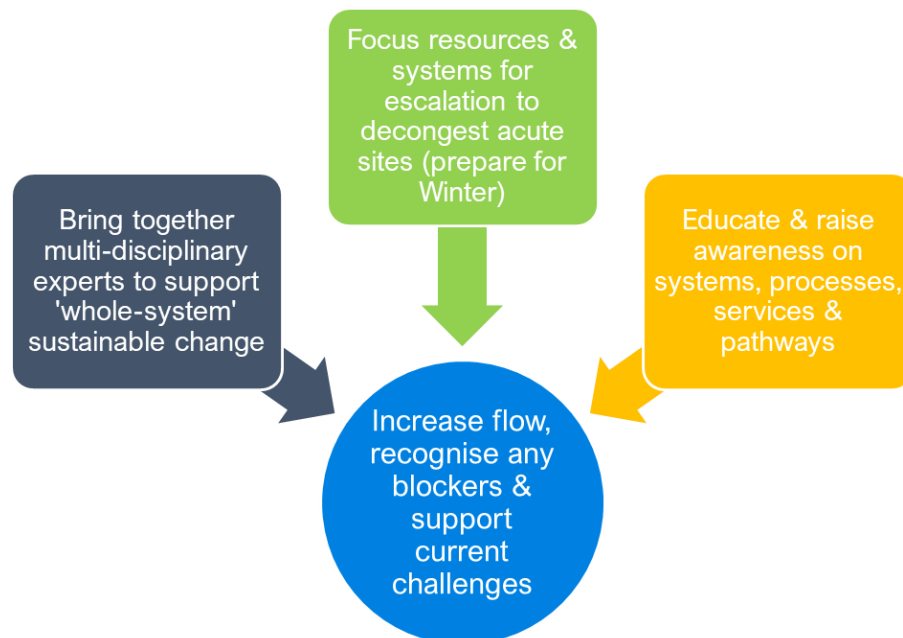 Focus resources &
systems for
escalation to
decongest acute
sites (prepare for
Winter)
Bring together
multi-disciplinary
experts to support
'whole-system'
sustainable change
Educate & raise
awareness on
systems, processes,
services &
pathways
Increase flow,
recognise any
blockers &
support
current
challenges